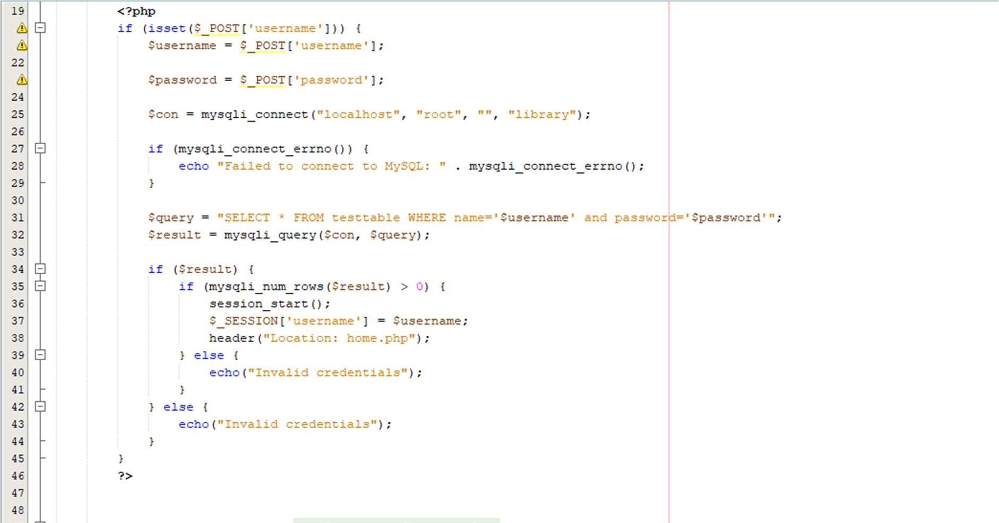 19 <?php
if (isset($_POST['username'])) {
$username = $_POST['username'];
22
$password = $_POST['password'];
24
25 $con = mysqli_connect("localhost", "root", "", "library");
26
27 if (mysqli_connect_errno()) {
28 echo "Failed to connect to MySQL: " . mysqli_connect_errno();
29 }
30
31 $query = "SELECT * FROM testtable WHERE name='$username' and password='$password'";
32 $result = mysqli_query($con, $query);
33
34 if ($result) {
35 if (mysqli_num_rows($result) > 0) {
36 session_start();
37 $_SESSION['username'] = $username;
38 header("Location: home.php");
39 } else {
40 echo("Invalid credentials");
41 }
42 } else {
43 echo("Invalid credentials");
44 }
45 }
46 ?>
47
48